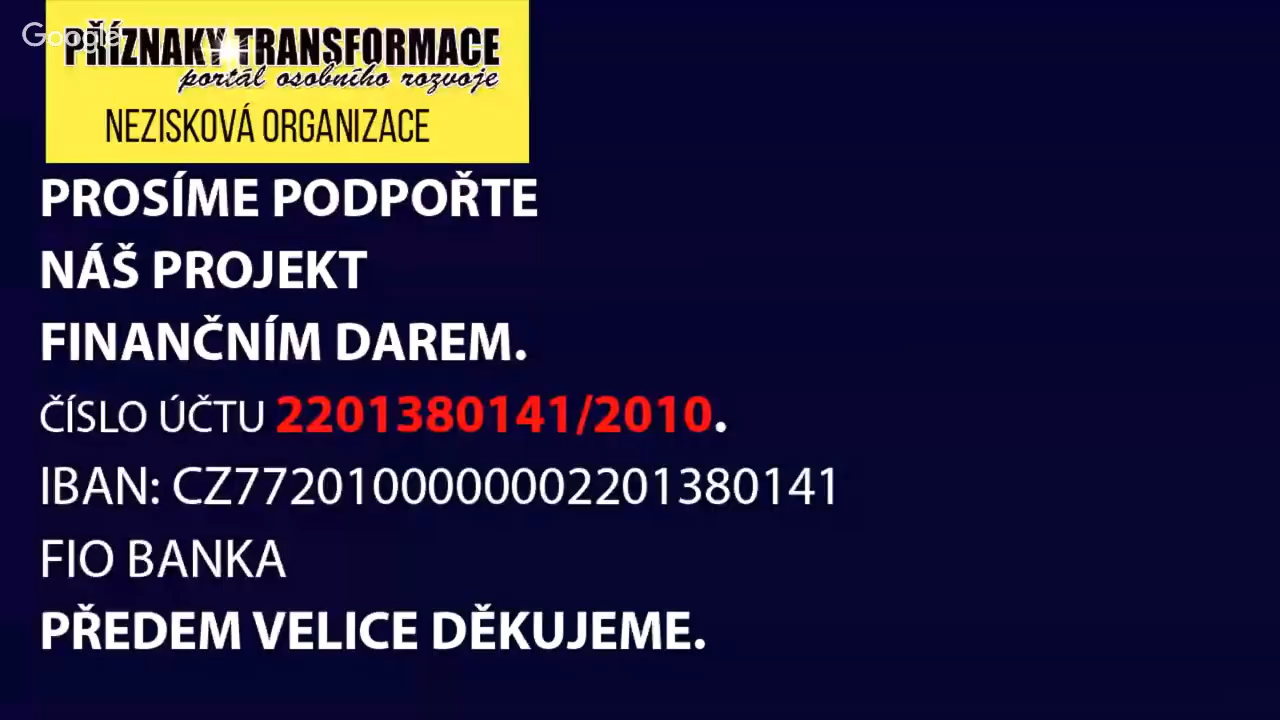 Google
PŘÍZNAKY TRANSFORMACE
portál osobního rozvoje
NEZISKOVÁ ORGANIZACE
PROSÍME PODPOŘTE
NÁŠ PROJEKT
FINANČNÍM DAREM.
ČÍSLO ÚČTU 2201380141/2010.
IBAN: CZ7720100000002201380141
FIO BANKA
PŘEDEM VELICE DĚKUJEME.